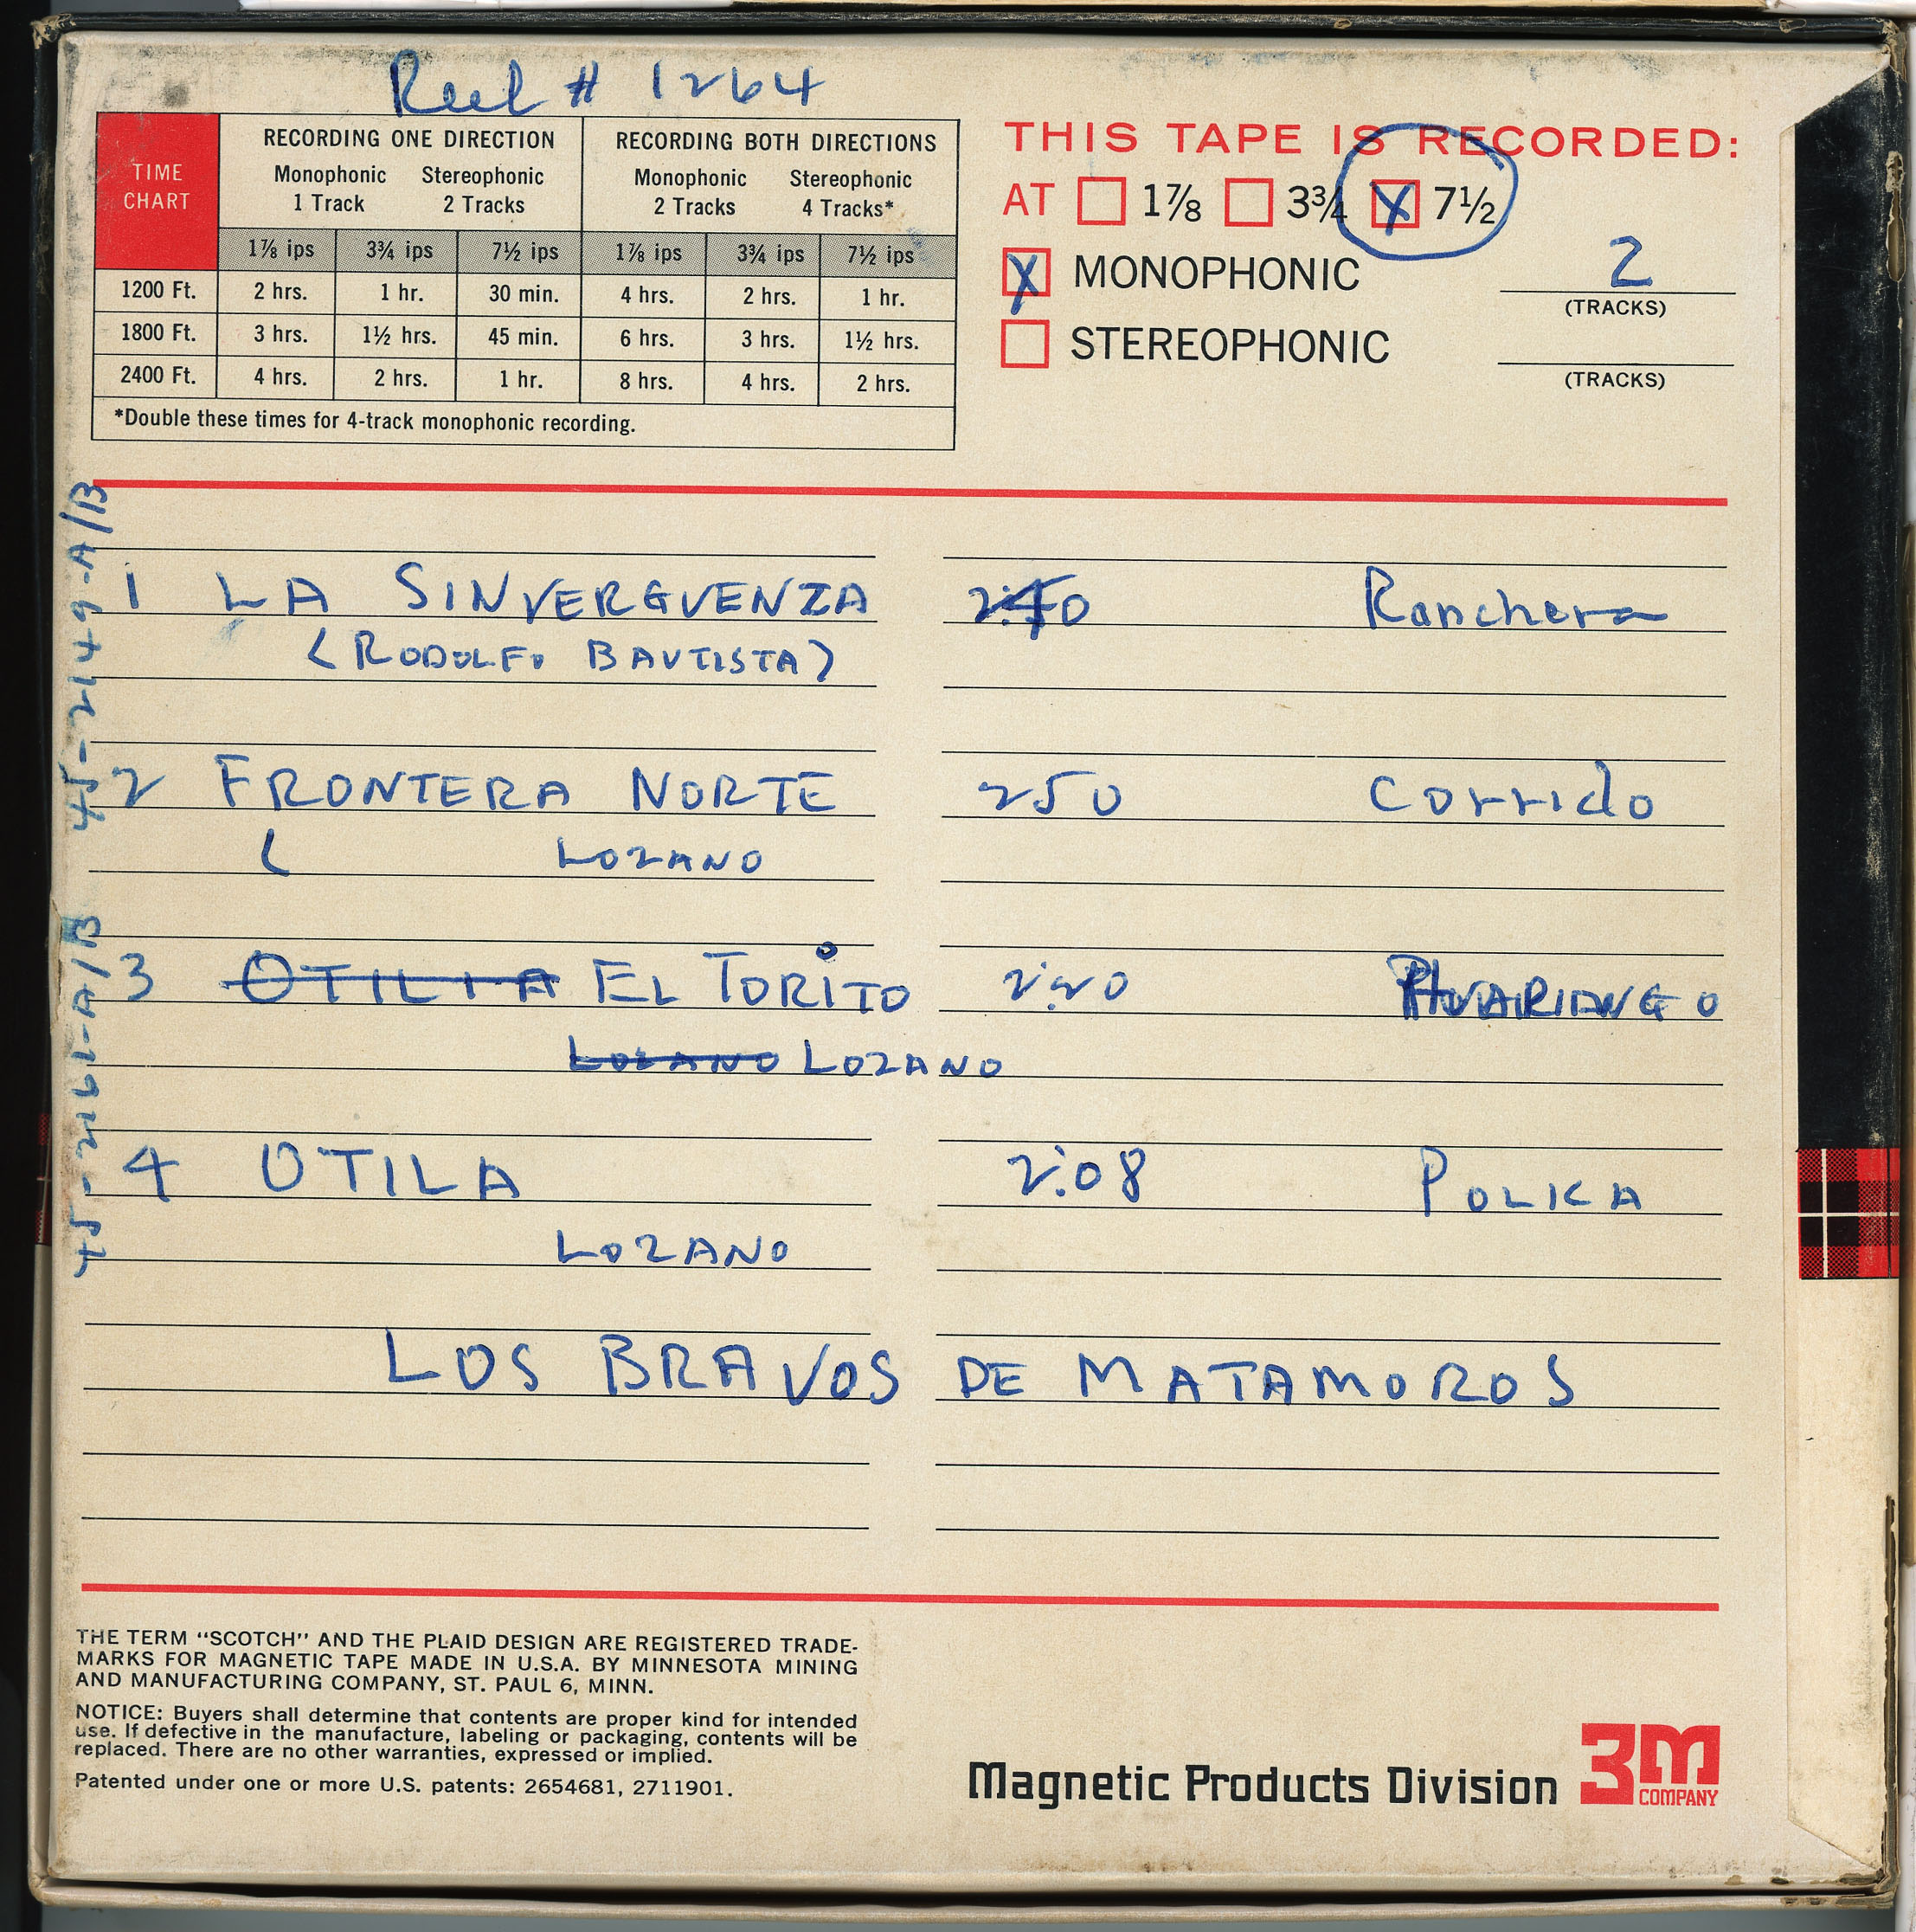 Reel # 1264
TIME CHART
RECORDING ONE DIRECTION RECORDING BOTH DIRECTIONS
Monophonic 1 Track Stereophonic 2 Tracks Monophonic 2 Tracks Stereophonic 4 Tracks*
1⅞ ips 3¾ ips 7½ ips 1⅞ ips 3¾ ips 7½ ips
1200 Ft. 2 hrs. 1 hr. 30 min. 4 hrs. 2 hrs. 1 hr.
1800 Ft. 3 hrs. 1½ hrs. 45 min. 6 hrs. 3 hrs. 1½ hrs.
2400 Ft. 4 hrs. 2 hrs. 1 hr. 8 hrs. 4 hrs. 2 hrs.
*Double these times for 4-track monophonic recording.
THIS TAPE IS RECORDED:
AT 1⅞ 3¾ X 7½
X MONOPHONIC 2
(TRACKS)
STEREOPHONIC
(TRACKS)
45-2149-A/B
1 LA SINVERGUENZA Ranchera
(RODOLFO BAUTISTA)
2 FRONTERA NORTE 250 Corrido
( LOZANO
45-2161-A/B
3 OTILIA EL TORITO 2:20
LOZANO LOZANO
4 OTILA 2:08 POLKA
LOZANO
LOS BRAVOS DE MATAMOROS
THE TERM "SCOTCH" AND THE PLAID DESIGN ARE REGISTERED TRADE-
MARKS FOR MAGNETIC TAPE MADE IN U.S.A. BY MINNESOTA MINING
AND MANUFACTURING COMPANY, ST. PAUL 6, MINN.
NOTICE: Buyers shall determine that contents are proper kind for intended
use. If defective in the manufacture, labeling or packaging, contents will be
replaced. There are no other warranties, expressed or implied.
Patented under one or more U.S. patents: 2654681, 2711901.
Magnetic Products Division 3M COMPANY